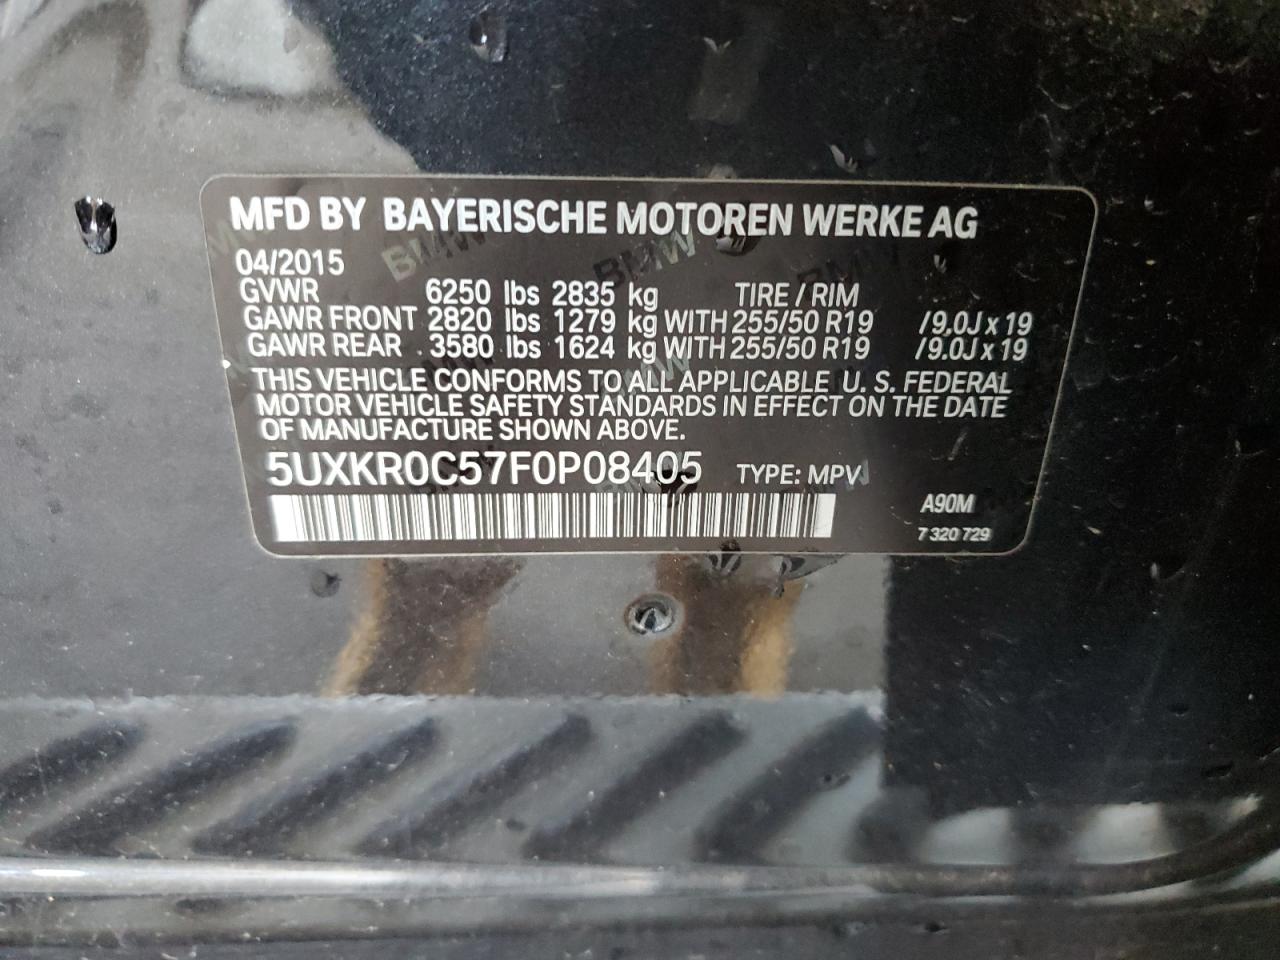 MFD BY BAYERISCHE MOTOREN WERKE AG
04/2015
GVWR 6250 lbs 2835 kg TIRE / RIM
GAWR FRONT 2820 lbs 1279 kg WITH 255/50 R19 /9.0J x 19
GAWR REAR 3580 lbs 1624 kg WITH 255/50 R19 /9.0J x 19
THIS VEHICLE CONFORMS TO ALL APPLICABLE U. S. FEDERAL
MOTOR VEHICLE SAFETY STANDARDS IN EFFECT ON THE DATE
OF MANUFACTURE SHOWN ABOVE.
5UXKR0C57F0P08405 TYPE: MPV
A90M
7 320 729